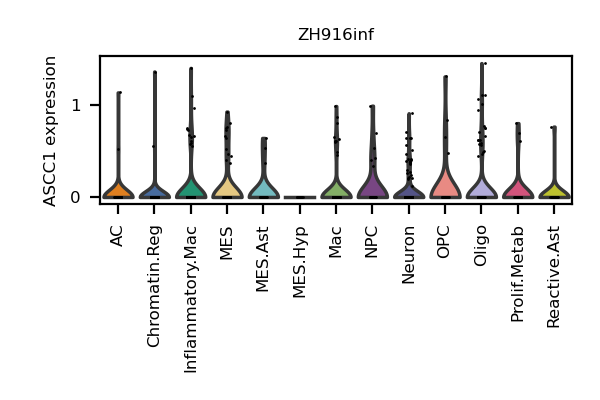 ZH916inf
ASCC1 expression
1
0
AC
Chromatin.Reg
Inflammatory.Mac
MES
MES.Ast
MES.Hyp
Mac
NPC
Neuron
OPC
Oligo
Prolif.Metab
Reactive.Ast